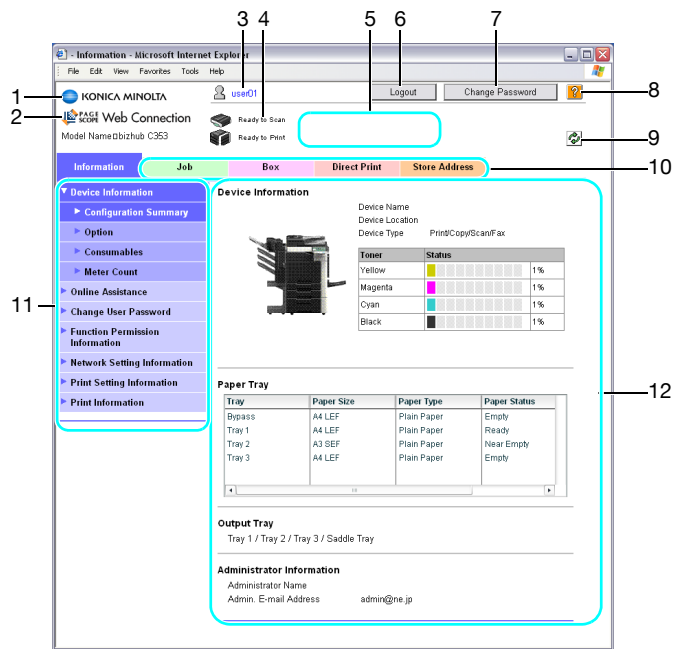 3 4 5 6 7
- Information - Microsoft Internet Explorer
File Edit View Favorites Tools Help
1 KONICA MINOLTA user01 Logout Change Password ? 8
2 PAGE SCOPE Web Connection Ready to Scan
Model Name□bizhub C353 Ready to Print 9
Information Job Box Direct Print Store Address 10
Device Information
Configuration Summary
Option
Consumables
Meter Count
Online Assistance
11 Change User Password
Function Permission
Information
Network Setting Information
Print Setting Information
Print Information
Device Information
Device Name
Device Location
Device Type Print/Copy/Scan/Fax
Toner Status
Yellow 1%
Magenta 1%
Cyan 1%
Black 1%
Paper Tray 12
Tray Paper Size Paper Type Paper Status
Bypass A4 LEF Plain Paper Empty
Tray 1 A4 LEF Plain Paper Ready
Tray 2 A3 SEF Plain Paper Near Empty
Tray 3 A4 LEF Plain Paper Empty
Output Tray
Tray 1 / Tray 2 / Tray 3 / Saddle Tray
Administrator Information
Administrator Name
Admin. E-mail Address admin@ne.jp